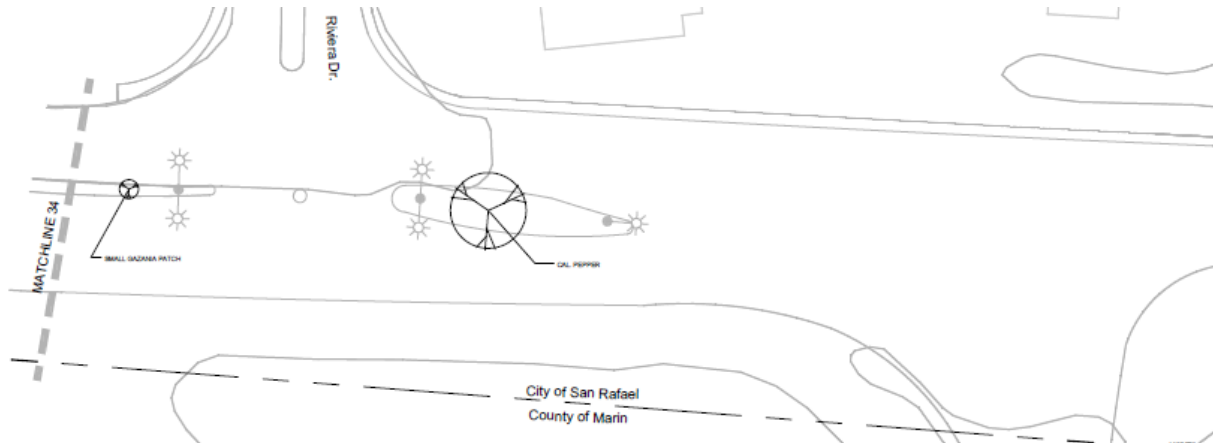 Riviera Dr.
MATCHLINE 34
SMALL GAZANIA PATCH
CAL. PEPPER
City of San Rafael
County of Marin